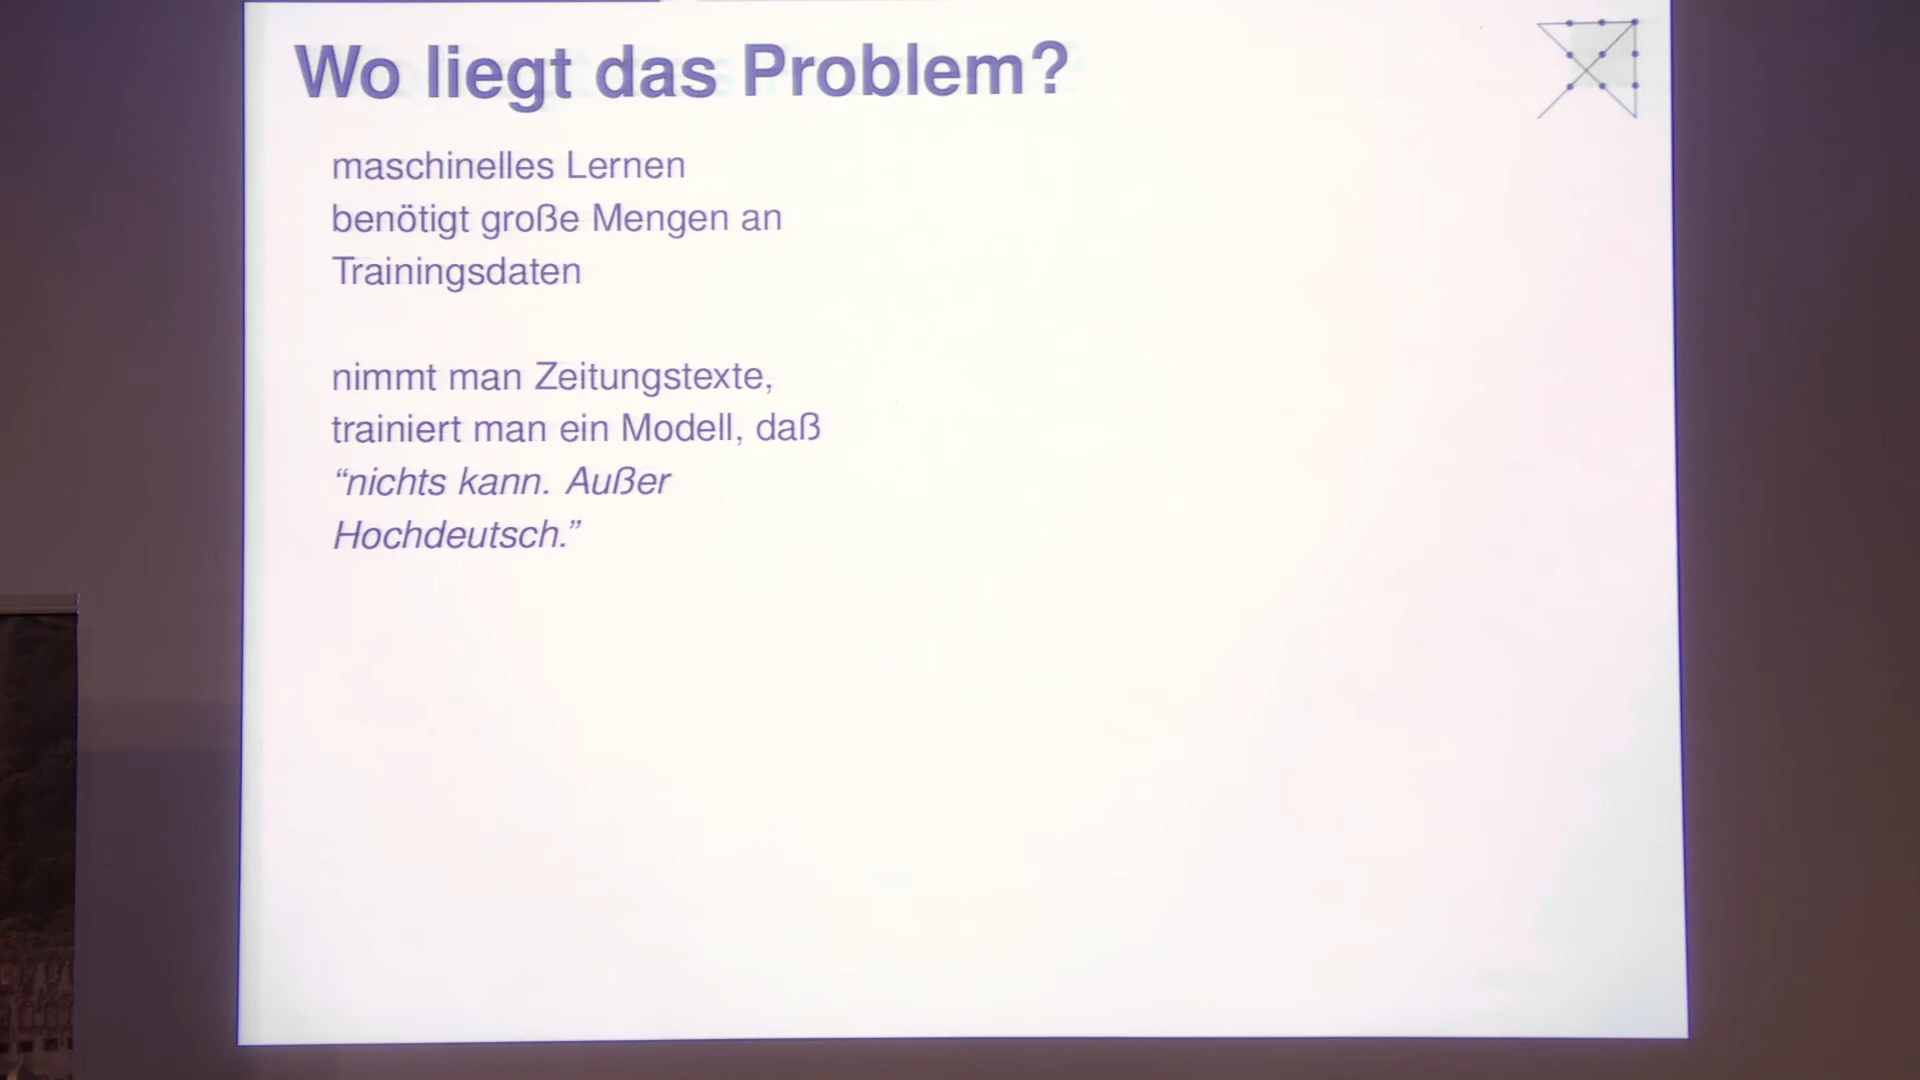 Wo liegt das Problem?
maschinelles Lernen
benötigt große Mengen an
Trainingsdaten
nimmt man Zeitungstexte,
trainiert man ein Modell, daß
“nichts kann. Außer
Hochdeutsch.”